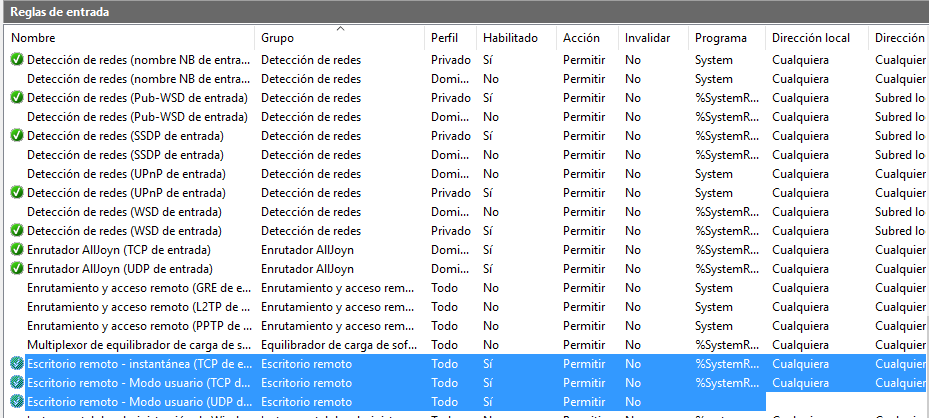 Reglas de entrada
Nombre Grupo Perfil Habilitado Acción Invalidar Programa Dirección local Dirección
Detección de redes (nombre NB de entra... Detección de redes Privado Sí Permitir No System Cualquiera Cualquier
Detección de redes (nombre NB de entra... Detección de redes Domi... No Permitir No System Cualquiera Cualquier
Detección de redes (Pub-WSD de entrada) Detección de redes Privado Sí Permitir No %SystemR... Cualquiera Subred lo
Detección de redes (Pub-WSD de entrada) Detección de redes Domi... No Permitir No %SystemR... Cualquiera Cualquier
Detección de redes (SSDP de entrada) Detección de redes Privado Sí Permitir No %SystemR... Cualquiera Subred lo
Detección de redes (SSDP de entrada) Detección de redes Domi... No Permitir No %SystemR... Cualquiera Subred lo
Detección de redes (UPnP de entrada) Detección de redes Domi... No Permitir No System Cualquiera Cualquier
Detección de redes (UPnP de entrada) Detección de redes Privado Sí Permitir No System Cualquiera Cualquier
Detección de redes (WSD de entrada) Detección de redes Domi... No Permitir No %SystemR... Cualquiera Subred lo
Detección de redes (WSD de entrada) Detección de redes Privado Sí Permitir No %SystemR... Cualquiera Subred lo
Enrutador AllJoyn (TCP de entrada) Enrutador AllJoyn Domi... Sí Permitir No %SystemR... Cualquiera Cualquier
Enrutador AllJoyn (UDP de entrada) Enrutador AllJoyn Domi... Sí Permitir No %SystemR... Cualquiera Cualquier
Enrutamiento y acceso remoto (GRE de e... Enrutamiento y acceso rem... Todo No Permitir No System Cualquiera Cualquier
Enrutamiento y acceso remoto (L2TP de ... Enrutamiento y acceso rem... Todo No Permitir No System Cualquiera Cualquier
Enrutamiento y acceso remoto (PPTP de ... Enrutamiento y acceso rem... Todo No Permitir No System Cualquiera Cualquier
Multiplexor de equilibrador de carga de s... Equilibrador de carga de sof... Todo No Permitir No %SystemR... Cualquiera Cualquier
Escritorio remoto - instantánea (TCP de e... Escritorio remoto Todo Sí Permitir No %SystemR... Cualquiera Cualquier
Escritorio remoto - Modo usuario (TCP d... Escritorio remoto Todo Sí Permitir No %SystemR... Cualquiera Cualquier
Escritorio remoto - Modo usuario (UDP d... Escritorio remoto Todo Sí Permitir No